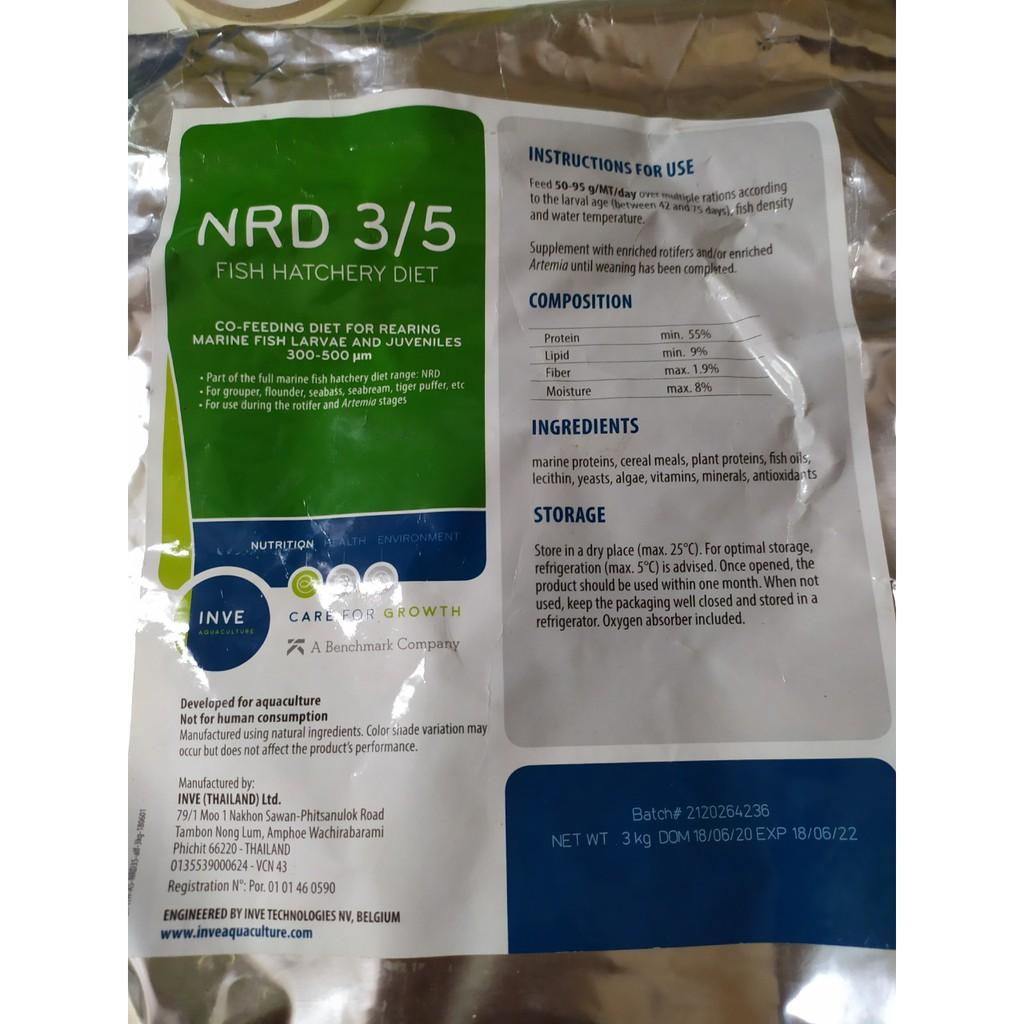 NRD 3/5
FISH HATCHERY DIET
CO-FEEDING DIET FOR REARING
MARINE FISH LARVAE AND JUVENILES
300-500 µm
• Part of the full marine fish hatchery diet range: NRD
• For grouper, flounder, seabass, seabream, tiger puffer, etc
• For use during the rotifer and Artemia stages
NUTRITION HEALTH ENVIRONMENT
INVE
AQUACULTURE
CARE FOR GROWTH
A Benchmark Company
Developed for aquaculture
Not for human consumption
Manufactured using natural ingredients. Color shade variation may
occur but does not affect the product's performance.
Manufactured by:
INVE (THAILAND) Ltd.
79/1 Moo 1 Nakhon Sawan-Phitsanulok Road
Tambon Nong Lum, Amphoe Wachirabarami
Phichit 66220 - THAILAND
0135539000624 - VCN 43
Registration N°: Por. 01 01 46 0590
ENGINEERED BY INVE TECHNOLOGIES NV, BELGIUM
www.inveaquaculture.com
INSTRUCTIONS FOR USE
Feed 50-95 g/MT/day over multiple rations according
to the larval age (between 42 and 75 days), fish density
and water temperature.
Supplement with enriched rotifers and/or enriched
Artemia until weaning has been completed.
COMPOSITION
Protein min. 55%
Lipid min. 9%
Fiber max. 1.9%
Moisture max. 8%
INGREDIENTS
marine proteins, cereal meals, plant proteins, fish oils,
lecithin, yeasts, algae, vitamins, minerals, antioxidants
STORAGE
Store in a dry place (max. 25°C). For optimal storage,
refrigeration (max. 5°C) is advised. Once opened, the
product should be used within one month. When not
used, keep the packaging well closed and stored in a
refrigerator. Oxygen absorber included.
Batch# 2120264236
NET WT . 3 kg DOM 18/06/20 EXP 18/06/22